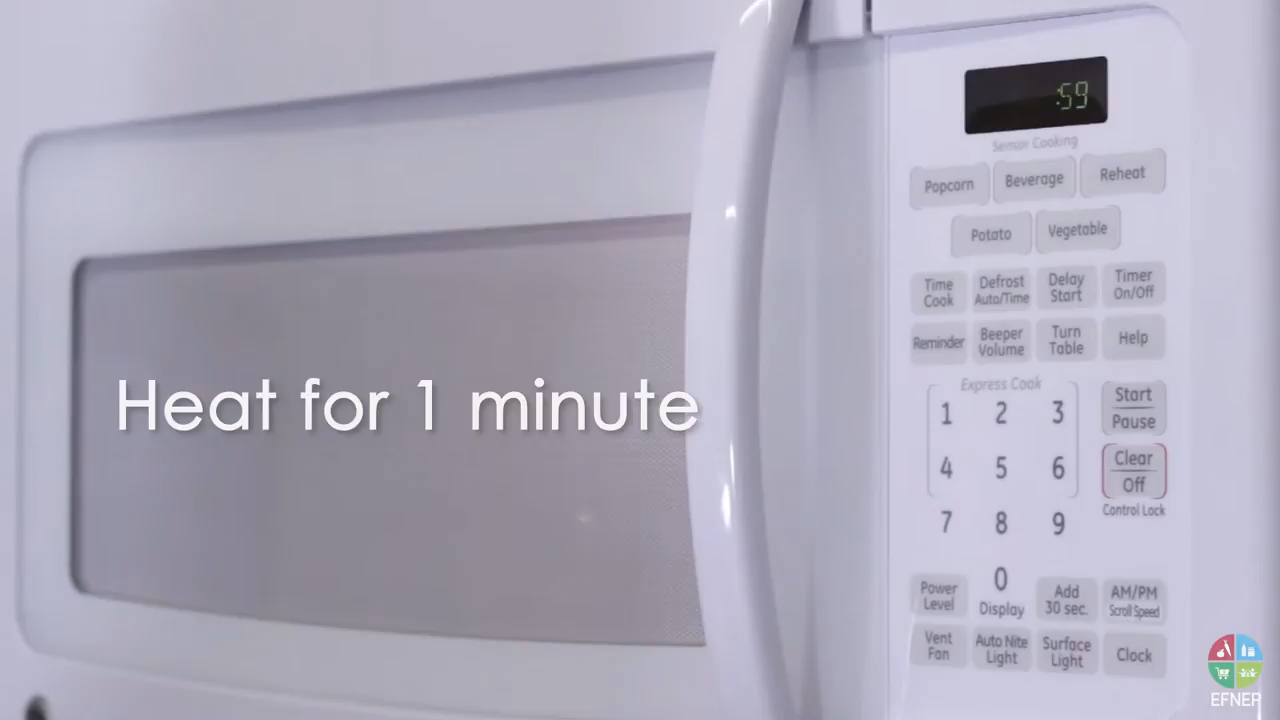 :59
Sensor Cooking
Popcorn Beverage Reheat
Potato Vegetable
Time Cook
Defrost Auto/Time
Delay Start
Timer On/Off
Reminder
Beeper Volume
Turn Table
Help
Heat for 1 minute
Express Cook
1 2 3
4 5 6
7 8 9
0
Start
Pause
Clear
Off
Control Lock
Power Level
Display
Add 30 sec.
AM/PM
Scroll Speed
Vent Fan
Auto Nite Light
Surface Light
Clock
EFNEP